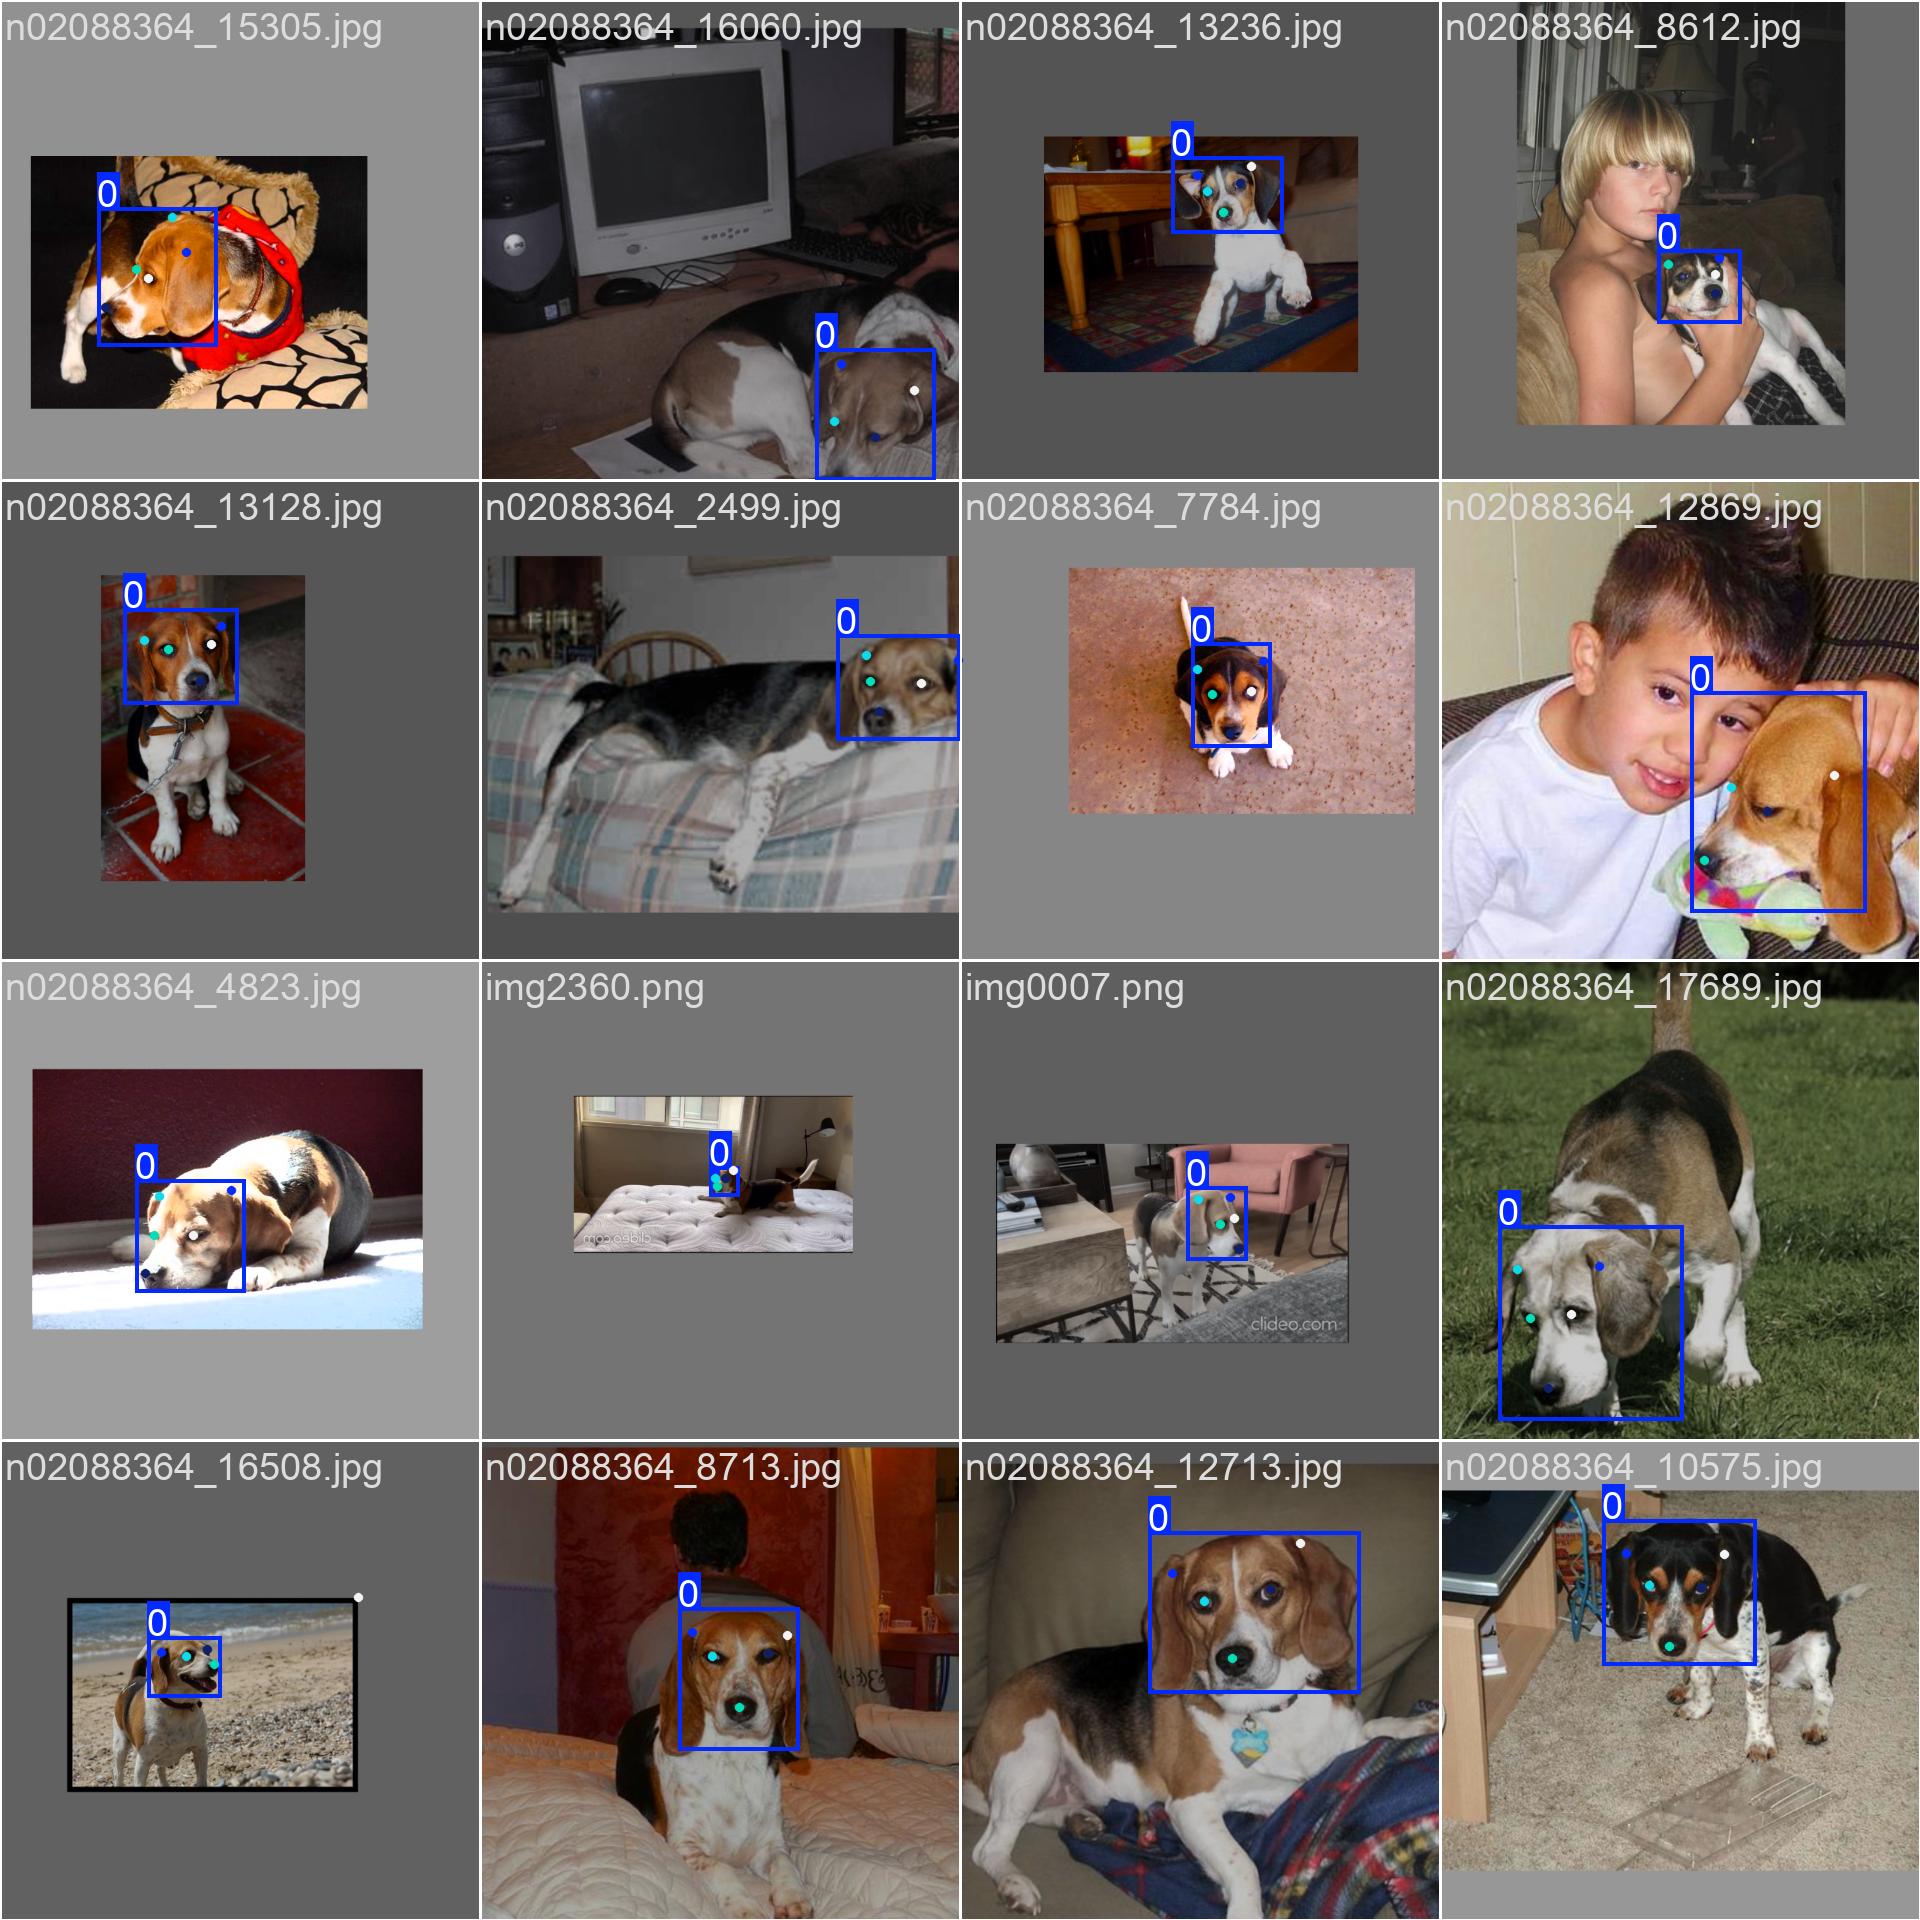 n02088364_15305.jpg
n02088364_16060.jpg
n02088364_13236.jpg
n02088364_8612.jpg
0
0
0
0
n02088364_13128.jpg
n02088364_2499.jpg
n02088364_7784.jpg
n02088364_12869.jpg
0
0
0
0
n02088364_4823.jpg
img2360.png
img0007.png
n02088364_17689.jpg
0
0
0
0
clideo.com
clideo.com
n02088364_16508.jpg
n02088364_8713.jpg
n02088364_12713.jpg
n02088364_10575.jpg
0
0
0
0